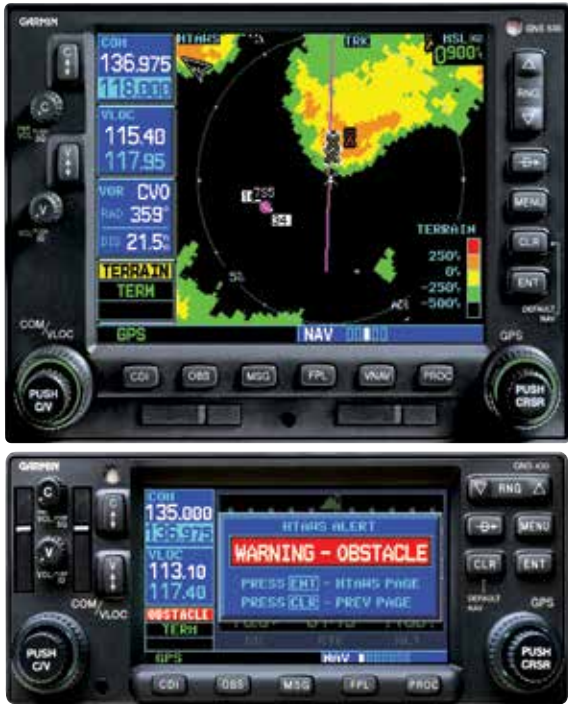 GARMIN
GNS 530
COM
136.975
118.000
VLOC
115.40
117.95
VOR CVO
RAD 359°
DIS 21.5
TERRAIN
TERM
GPS
HTAWS
TRK
MSL
0900
TERRAIN
250
0
-250
-500
34
NAV
C
V
RNG
MENU
CLR
ENT
DEFAULT
NAV
COM/VLOC
GPS
PUSH
C/V
PUSH
CRSR
CDI
OBS
MSG
FPL
VNAV
PROC
GARMIN
GNS 430
COM
135.000
136.975
VLOC
113.10
117.40
OBSTACLE
TERM
GPS
HTAWS ALERT
WARNING - OBSTACLE
PRESS ENT - HTAWS PAGE
PRESS CLR - PREV PAGE
NAV
C
V
RNG
MENU
CLR
ENT
DEFAULT
NAV
COM/VLOC
GPS
PUSH
C/V
PUSH
CRSR
CDI
OBS
MSG
FPL
PROC